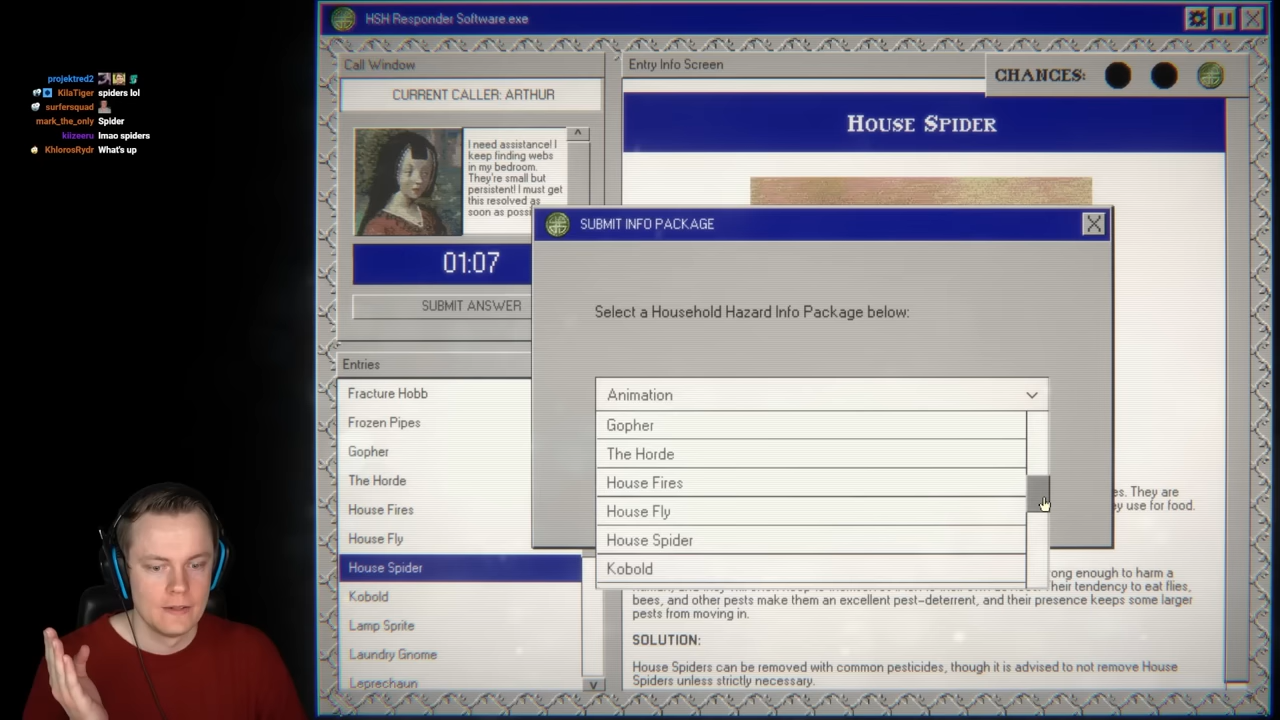 HSH Responder Software.exe
Call Window
Entry Info Screen
CHANCES:
CURRENT CALLER: ARTHUR
HOUSE SPIDER
projektred2
KilaTiger spiders lol
surfersquad
mark_the_only Spider
kiizeeru lmao spiders
KhlorosRydr What's up
I need assistance! I
keep finding webs
in my bedroom.
They're small but
persistent! I must get
this resolved as
soon as possi
01:07
SUBMIT ANSWER
SUBMIT INFO PACKAGE
Select a Household Hazard Info Package below:
Animation
Gopher
The Horde
House Fires
House Fly
House Spider
Kobold
Entries
Fracture Hobb
Frozen Pipes
Gopher
The Horde
House Fires
House Fly
House Spider
Kobold
Lamp Sprite
Laundry Gnome
Leprechaun
es. They are
ey use for food.
ong enough to harm a
heir tendency to eat flies,
bees, and other pests make them an excellent pest-deterrent, and their presence keeps some larger
pests from moving in.
SOLUTION:
House Spiders can be removed with common pesticides, though it is advised to not remove House
Spiders unless strictly necessary.